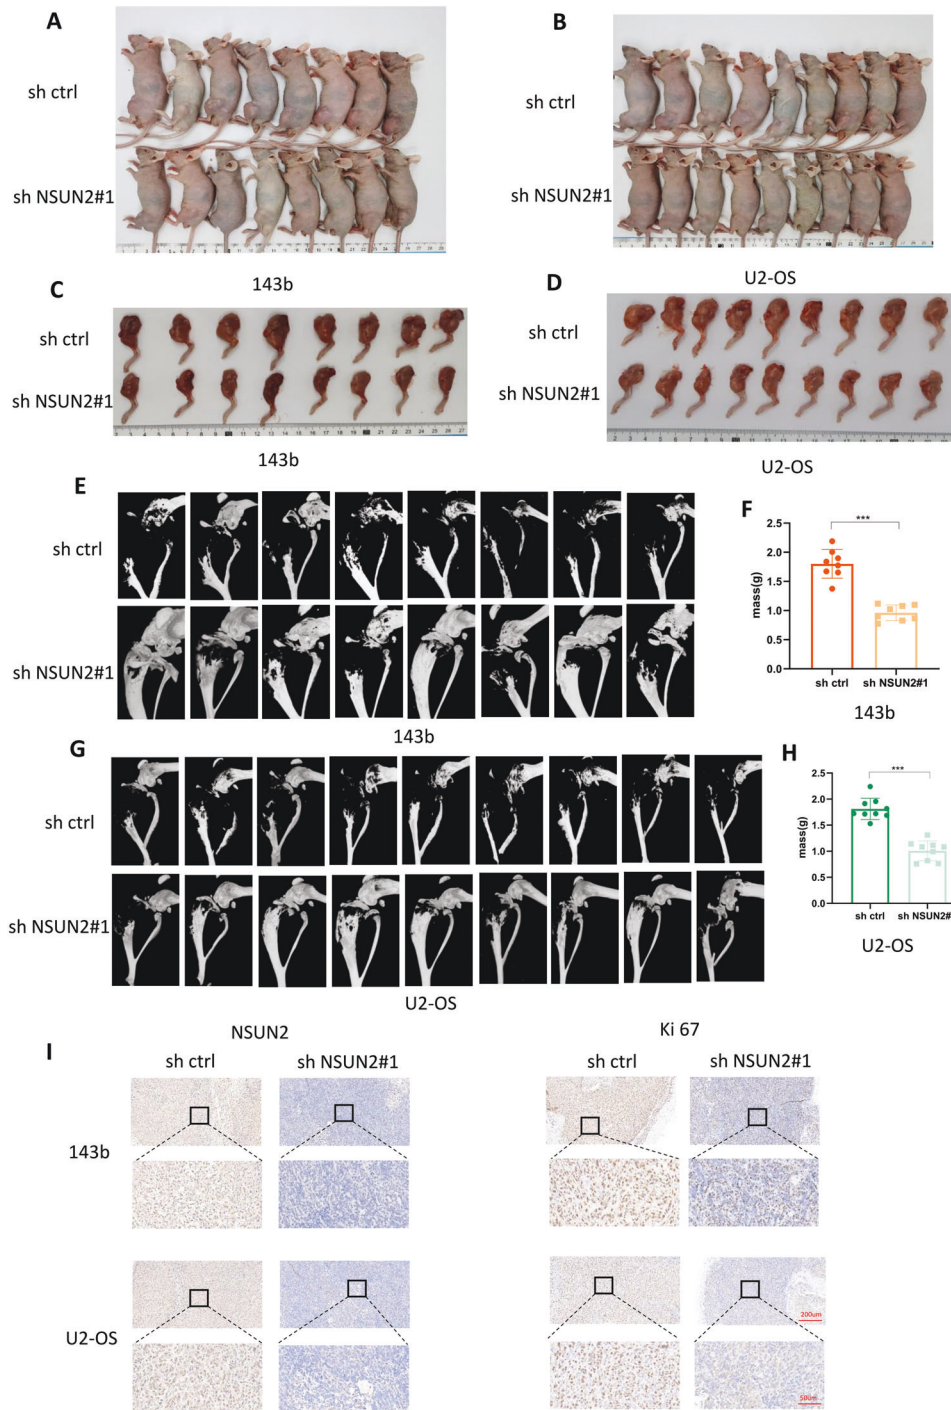 A
B
sh ctrl
sh ctrl
sh NSUN2#1
sh NSUN2#1
143b
U2-OS
C
D
sh ctrl
sh ctrl
sh NSUN2#1
sh NSUN2#1
143b
U2-OS
E
F
sh ctrl
sh NSUN2#1
143b
mass(g)
2.5
2.0
1.5
1.0
0.5
0.0
***
sh ctrl
sh NSUN2#1
143b
G
H
sh ctrl
sh NSUN2#1
U2-OS
mass(g)
2.5
2.0
1.5
1.0
0.5
0.0
***
sh ctrl
sh NSUN2#
U2-OS
I
NSUN2
Ki 67
sh ctrl
sh NSUN2#1
sh ctrl
sh NSUN2#1
143b
U2-OS
200um
50um